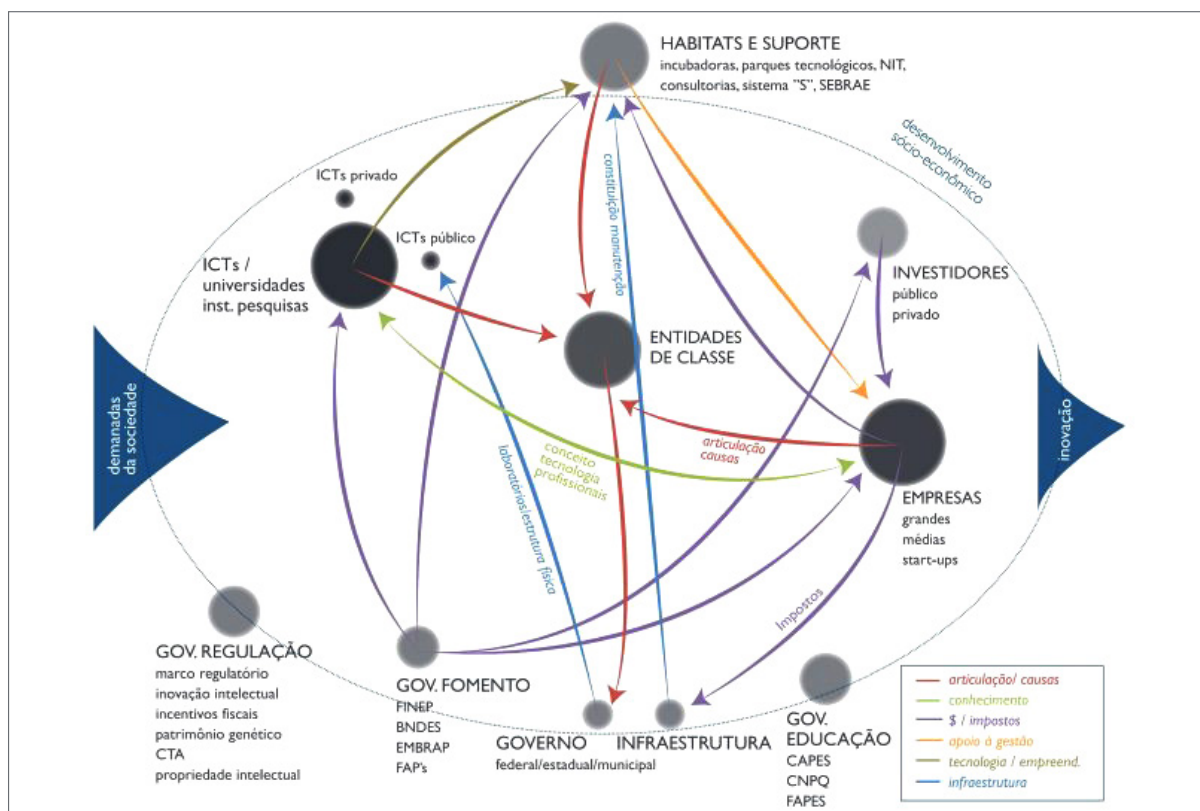 HABITATS E SUPORTE
incubadoras, parques tecnológicos, NIT,
consultorias, sistema "S", SEBRAE
desenvolvimento
sócio-econômico
ICTs privado
ICTs público
ICTs /
universidades
inst. pesquisas
constituição manutenção
INVESTIDORES
público
privado
ENTIDADES
DE CLASSE
demanadas
da sociedade
inovação
articulação
causas
conceito
tecnologia
profissionais
laboratórios/estrutura física
EMPRESAS
grandes
médias
start-ups
Impostos
GOV. REGULAÇÃO
marco regulatório
inovação intelectual
incentivos fiscais
patrimônio genético
CTA
propriedade intelectual
GOV. FOMENTO
FINEP
BNDES
EMBRAP
FAP's
GOVERNO
federal/estadual/municipal
INFRAESTRUTURA
GOV.
EDUCAÇÃO
CAPES
CNPQ
FAPES
articulação/ causas
conhecimento
$ / impostos
apoio à gestão
tecnologia / empreend.
infraestrutura